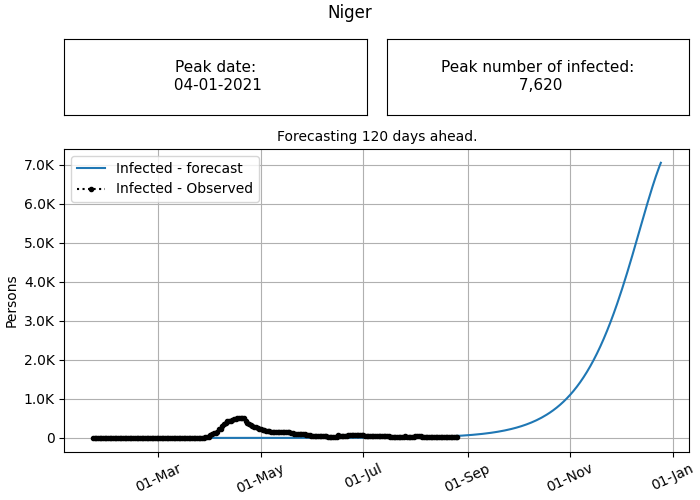 Niger
Peak date:
04-01-2021
Peak number of infected:
7,620
Forecasting 120 days ahead.
Infected - forecast
Infected - Observed
7.0K
6.0K
5.0K
4.0K
3.0K
2.0K
1.0K
0
Persons
01-Mar
01-May
01-Jul
01-Sep
01-Nov
01-Jan